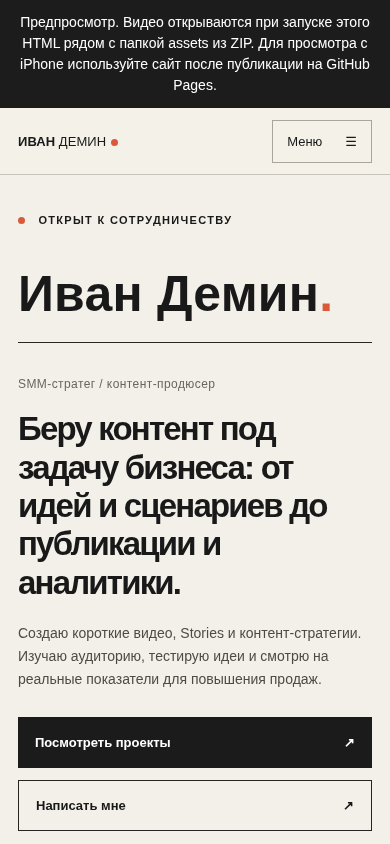 Предпросмотр. Видео открываются при запуске этого
HTML рядом с папкой assets из ZIP. Для просмотра с
iPhone используйте сайт после публикации на GitHub
Pages.
ИВАН ДЕМИН
Меню ☰
ОТКРЫТ К СОТРУДНИЧЕСТВУ
Иван Демин.
SMM-стратег / контент-продюсер
Беру контент под
задачу бизнеса: от
идей и сценариев до
публикации и
аналитики.
Создаю короткие видео, Stories и контент-стратегии.
Изучаю аудиторию, тестирую идеи и смотрю на
реальные показатели для повышения продаж.
Посмотреть проекты ↗
Написать мне ↗